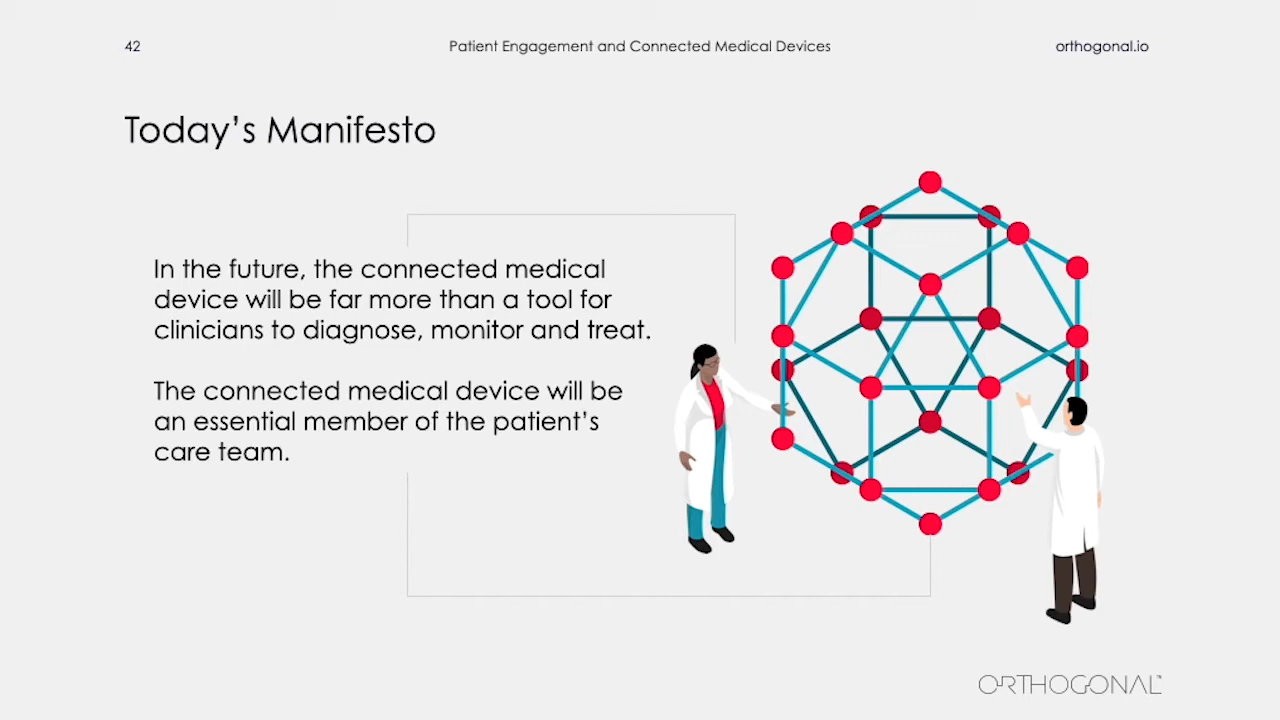 42
Patient Engagement and Connected Medical Devices
orthogonal.io
Today's Manifesto
In the future, the connected medical
device will be far more than a tool for
clinicians to diagnose, monitor and treat.
The connected medical device will be
an essential member of the patient's
care team.
ORTHOGONAL™